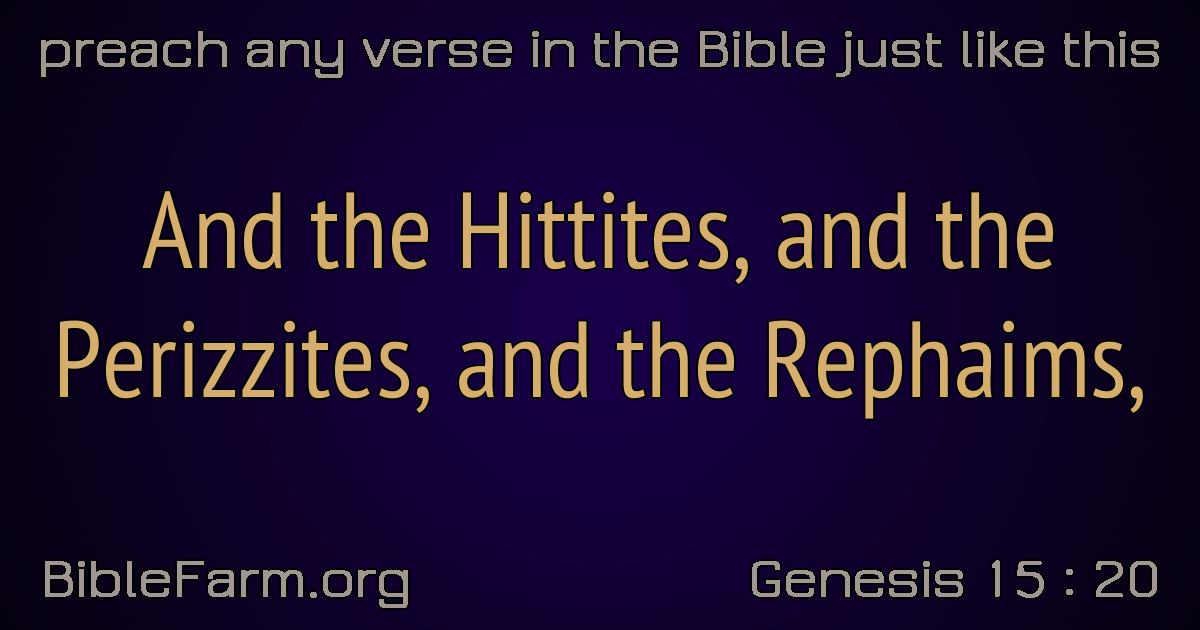 preach any verse in the Bible just like this
And the Hittites, and the
Perizzites, and the Rephaims,
BibleFarm.org
Genesis 15 : 20